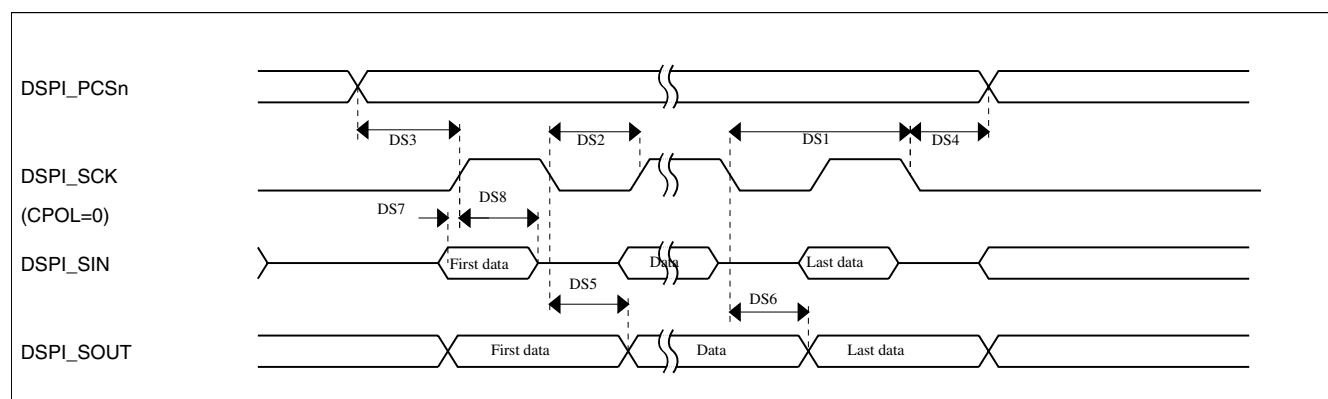 DSPI_PCSn
DS3
DS2
DS1
DS4
DSPI_SCK
(CPOL=0)
DS7
DS8
DSPI_SIN
First data
Data
Last data
DS5
DS6
DSPI_SOUT
First data
Data
Last data